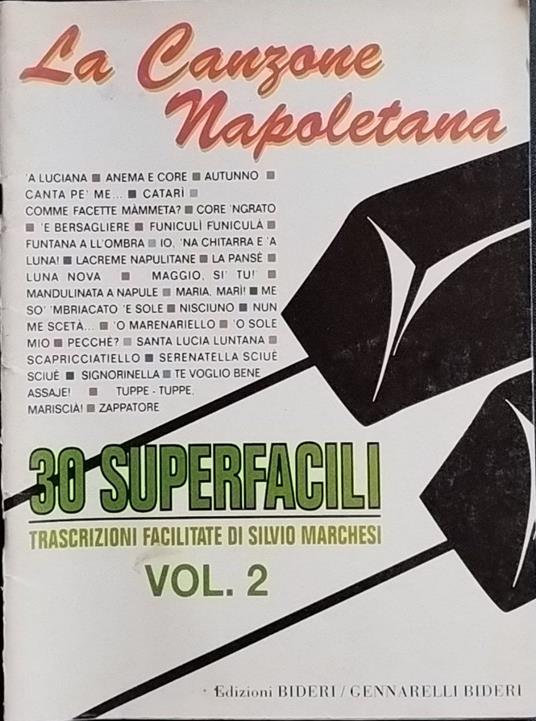 La Canzone
Napoletana
'A LUCIANA ■ ANEMA E CORE ■ AUTUNNO ■
CANTA PE' ME... ■ CATARÌ ■
COMME FACETTE MÀMMETA? ■ CORE 'NGRATO
■ 'E BERSAGLIERE ■ FUNICULÌ FUNICULÀ ■
FUNTANA A LL'OMBRA ■ IO, 'NA CHITARRA E 'A
LUNA! ■ LACREME NAPULITANE ■ LA PANSÈ ■
LUNA NOVA ■ MAGGIO, SI' TU! ■
MANDULINATA A NAPULE ■ MARIA, MARÌ! ■ ME
SO' 'MBRIACATO 'E SOLE ■ NISCIUNO ■ NUN
ME SCETÀ... ■ 'O MARENARIELLO ■ 'O SOLE
MIO ■ PECCHÉ? ■ SANTA LUCIA LUNTANA ■
SCAPRICCIATIELLO ■ SERENATELLA SCIUÈ
SCIUÈ ■ SIGNORINELLA ■ TE VOGLIO BENE
ASSAJE! ■ TUPPE - TUPPE,
MARISCIÀ! ■ ZAPPATORE
30 SUPERFACILI
TRASCRIZIONI FACILITATE DI SILVIO MARCHESI
VOL. 2
Edizioni BIDERI / GENNARELLI BIDERI